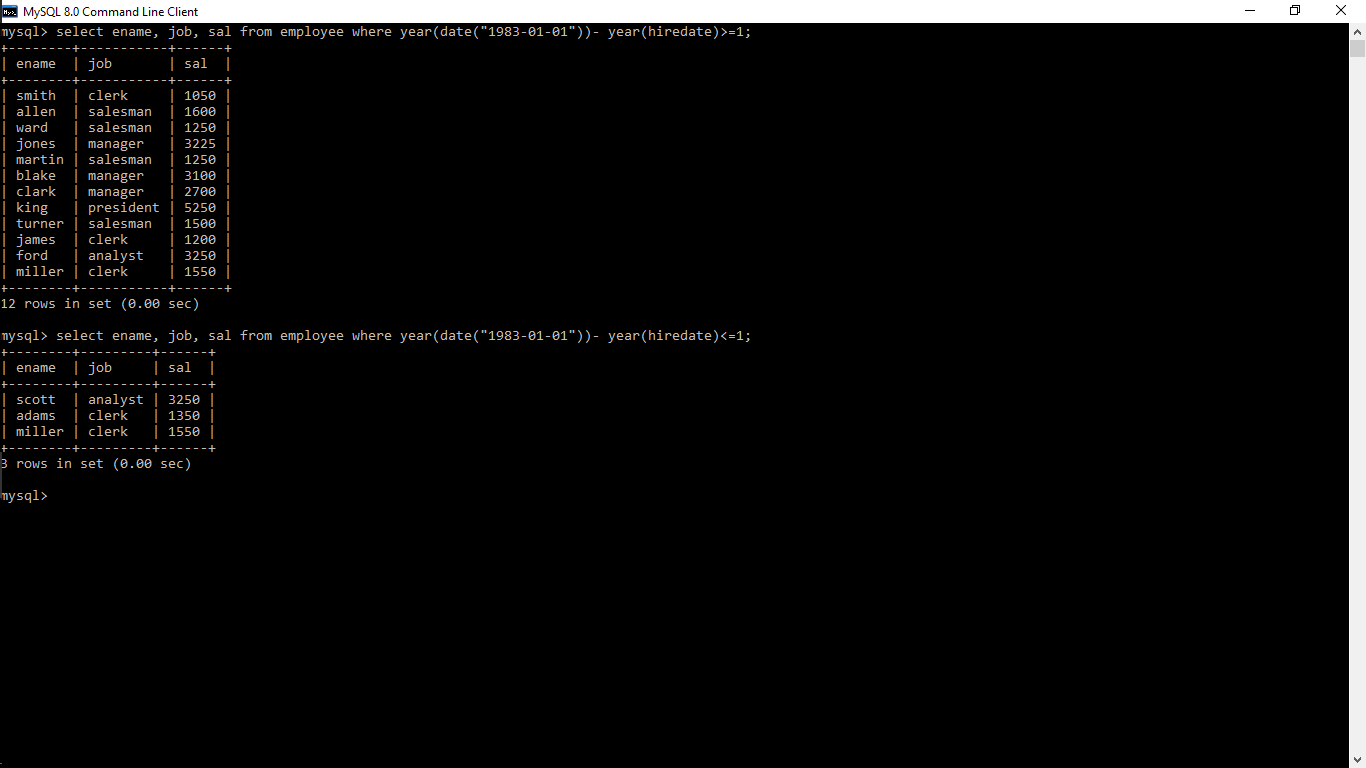 MySQL 8.0 Command Line Client
mysql> select ename, job, sal from employee where year(date("1983-01-01"))- year(hiredate)>=1;
+--------+-----------+------+
| ename  | job       | sal  |
+--------+-----------+------+
| smith  | clerk     | 1050 |
| allen  | salesman  | 1600 |
| ward   | salesman  | 1250 |
| jones  | manager   | 3225 |
| martin | salesman  | 1250 |
| blake  | manager   | 3100 |
| clark  | manager   | 2700 |
| king   | president | 5250 |
| turner | salesman  | 1500 |
| james  | clerk     | 1200 |
| ford   | analyst   | 3250 |
| miller | clerk     | 1550 |
+--------+-----------+------+
12 rows in set (0.00 sec)
mysql> select ename, job, sal from employee where year(date("1983-01-01"))- year(hiredate)<=1;
+--------+---------+------+
| ename  | job     | sal  |
+--------+---------+------+
| scott  | analyst | 3250 |
| adams  | clerk   | 1350 |
| miller | clerk   | 1550 |
+--------+---------+------+
3 rows in set (0.00 sec)
mysql>